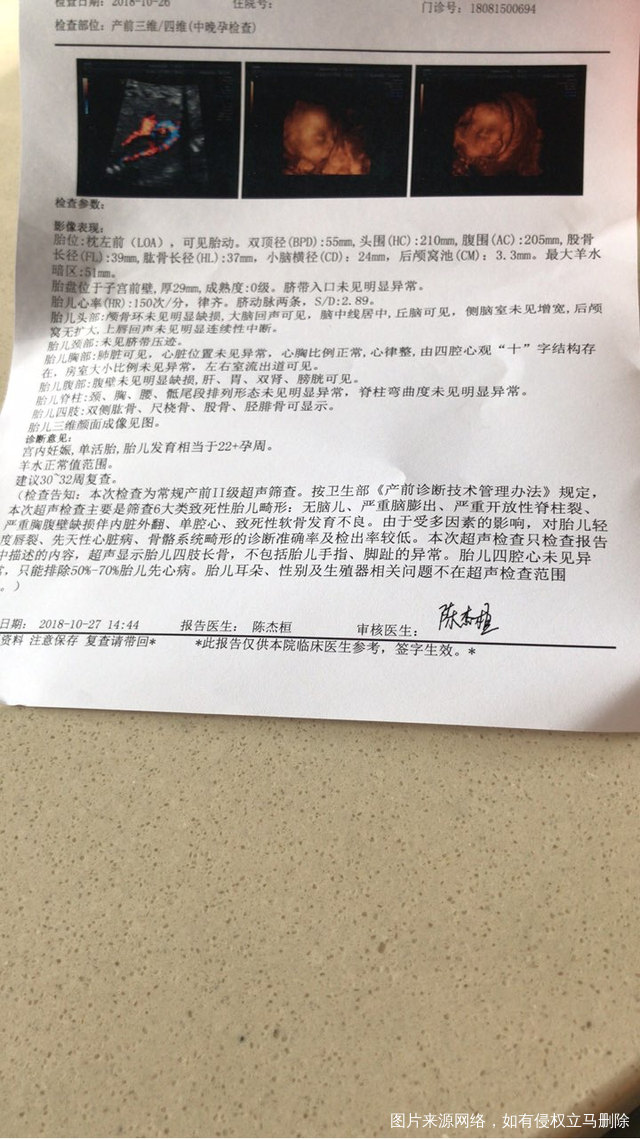 检查日期: 2018-10-26 住院号: 门诊号: 18081500694
检查部位: 产前三维/四维(中晚孕检查)
检查参数:
影像表现:
胎位:枕左前（LOA），可见胎动。双顶径(BPD):55mm,头围(HC):210mm,腹围(AC):205mm,股骨
长径(FL):39mm,肱骨长径(HL):37mm，小脑横径(CD)：24mm，后颅窝池(CM)：3.3mm。最大羊水
暗区:51mm。
胎盘位于子宫前壁,厚29mm,成熟度:0级。脐带入口未见明显异常。
胎儿心率(HR):150次/分，律齐。脐动脉两条，S/D:2.89。
胎儿头部:颅骨环未见明显缺损,大脑回声可见，脑中线居中,丘脑可见，侧脑室未见增宽,后颅
窝无扩大,上唇回声未见明显连续性中断。
胎儿颈部:未见脐带压迹。
胎儿胸部:肺脏可见，心脏位置未见异常，心胸比例正常,心律整,由四腔心观“十”字结构存
在，房室大小比例未见异常，左右室流出道可见。
胎儿腹部:腹壁未见明显缺损,肝、胃、双肾、膀胱可见。
胎儿脊柱:颈、胸、腰、骶尾段排列形态未见明显异常，脊柱弯曲度未见明显异常。
胎儿四肢:双侧肱骨、尺桡骨、股骨、胫腓骨可显示。
胎儿三维颜面成像见图。
诊断意见:
宫内妊娠,单活胎,胎儿发育相当于22+孕周。
羊水正常值范围。
建议30~32周复查。
（检查告知：本次检查为常规产前II级超声筛查。按卫生部《产前诊断技术管理办法》规定，
本次超声检查主要是筛查6大类致死性胎儿畸形：无脑儿、严重脑膨出、严重开放性脊柱裂、
严重胸腹壁缺损伴内脏外翻、单腔心、致死性软骨发育不良。由于受多因素的影响，对胎儿轻
度唇裂、先天性心脏病、骨骼系统畸形的诊断准确率及检出率较低。本次超声检查只检查报告
中描述的内容，超声显示胎儿四肢长骨，不包括胎儿手指、脚趾的异常。胎儿四腔心未见异
常，只能排除50%-70%胎儿先心病。胎儿耳朵、性别及生殖器相关问题不在超声检查范围
。）
日期： 2018-10-27 14:44 报告医生： 陈杰桓 审核医生： 陈杰桓
资料 注意保存 复查请带回* *此报告仅供本院临床医生参考，签字生效。*
图片来源网络，如有侵权立马删除